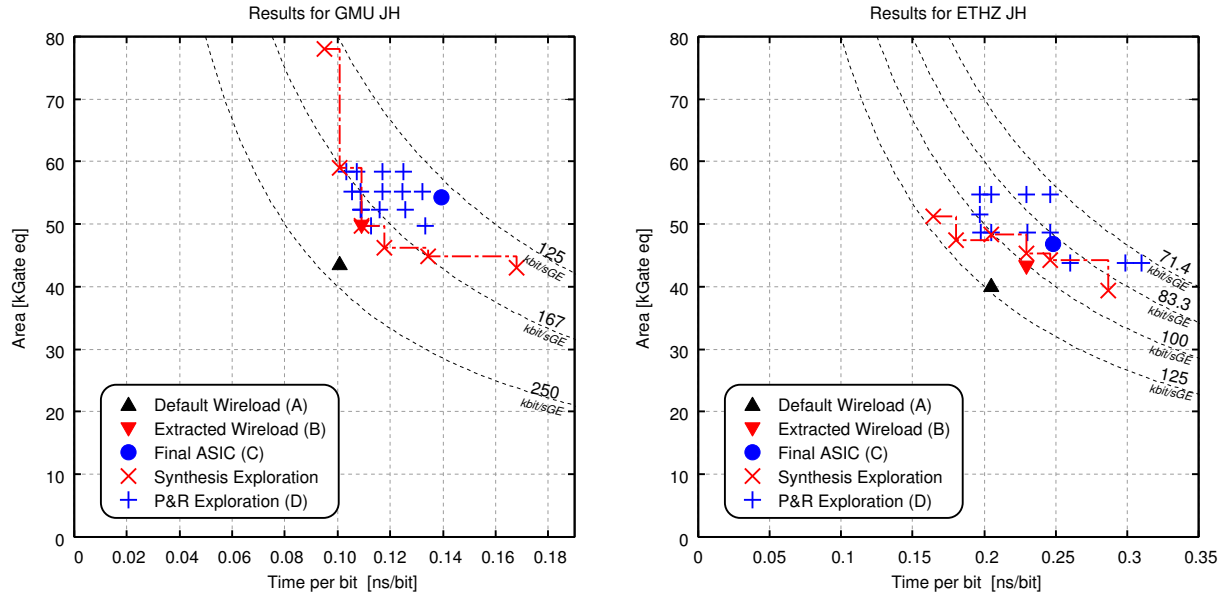 Results for GMU JH
Area [kGate eq]
80
70
60
50
40
30
20
10
0
0
0.02
0.04
0.06
0.08
0.10
0.12
0.14
0.16
0.18
Time per bit [ns/bit]
125
kbit/sGE
167
kbit/sGE
250
kbit/sGE
Default Wireload (A)
Extracted Wireload (B)
Final ASIC (C)
Synthesis Exploration
P&R Exploration (D)
Results for ETHZ JH
Area [kGate eq]
80
70
60
50
40
30
20
10
0
0
0.05
0.1
0.15
0.2
0.25
0.3
0.35
Time per bit [ns/bit]
71.4
kbit/sGE
83.3
kbit/sGE
100
kbit/sGE
125
kbit/sGE
Default Wireload (A)
Extracted Wireload (B)
Final ASIC (C)
Synthesis Exploration
P&R Exploration (D)